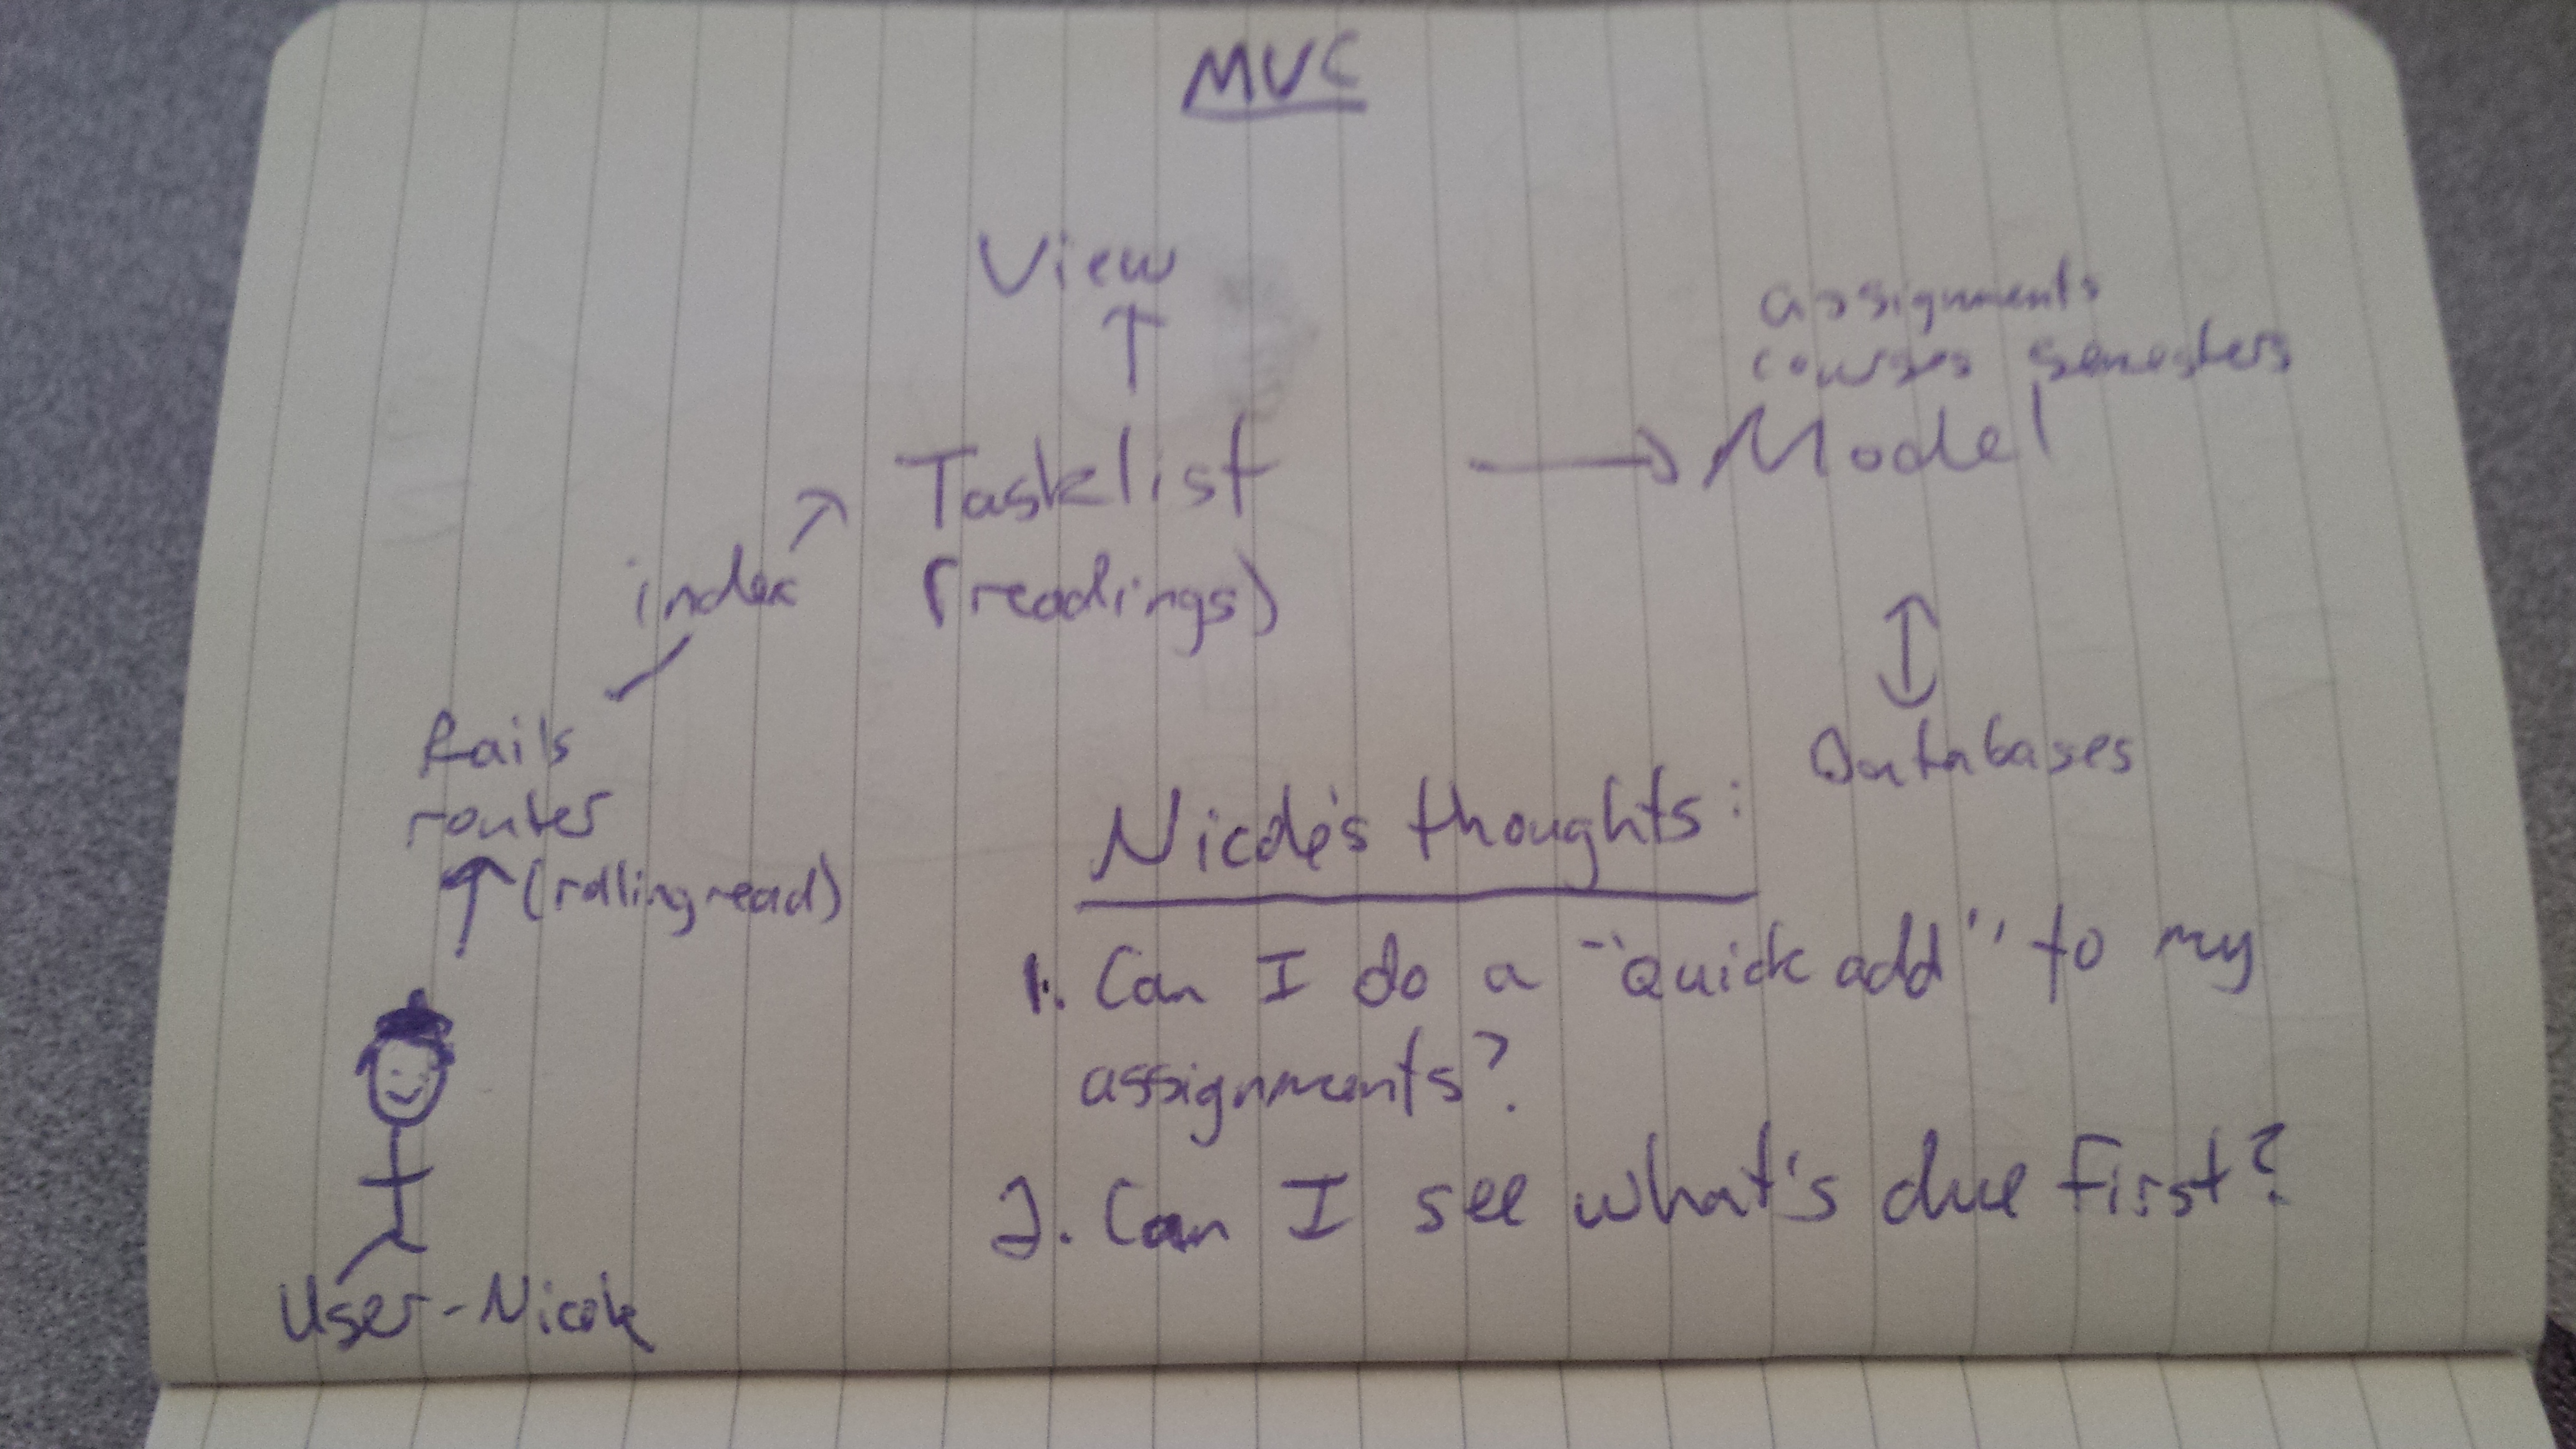 MVC
View
assignments
courses semesters
Tasklist
Model
index
(readings)
Rails
router
(rollingread)
Databases
Nicole's thoughts:
1. Can I do a "quick add" to my
assignments?
2. Can I see what's due first?
User-Nicole